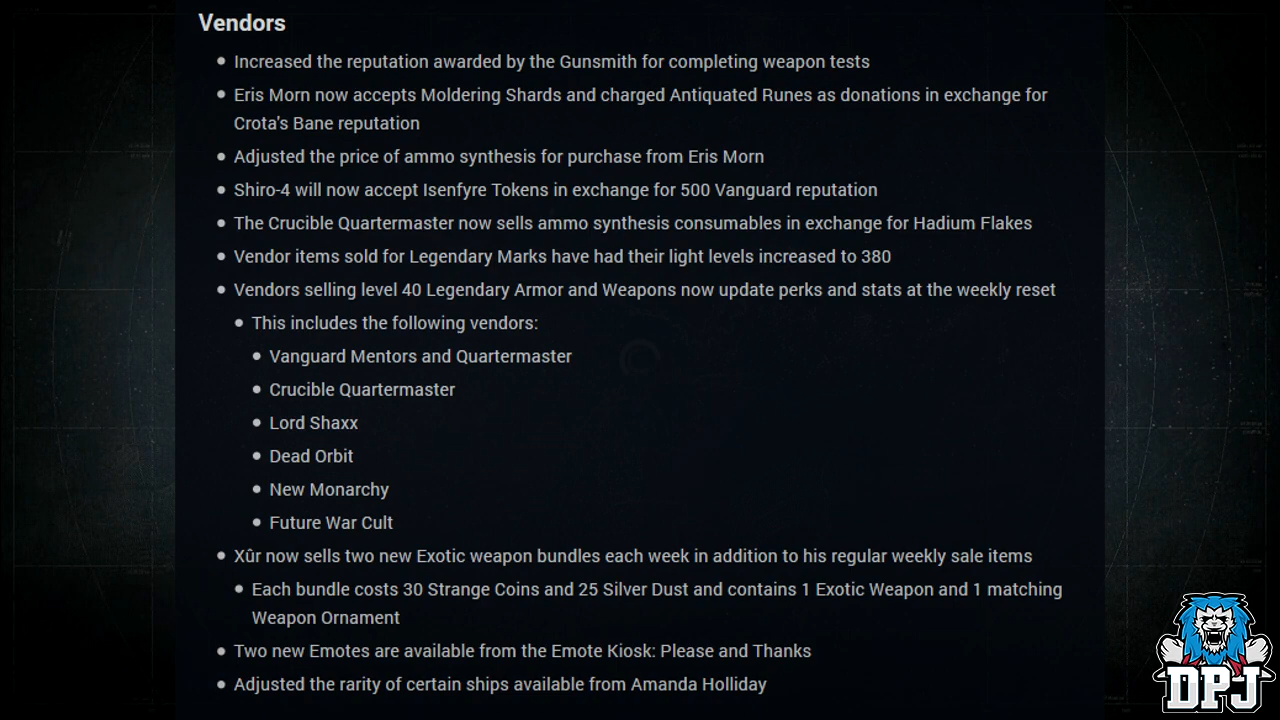 Vendors
Increased the reputation awarded by the Gunsmith for completing weapon tests
Eris Morn now accepts Moldering Shards and charged Antiquated Runes as donations in exchange for
Crota's Bane reputation
Adjusted the price of ammo synthesis for purchase from Eris Morn
Shiro-4 will now accept Isenfyre Tokens in exchange for 500 Vanguard reputation
The Crucible Quartermaster now sells ammo synthesis consumables in exchange for Hadium Flakes
Vendor items sold for Legendary Marks have had their light levels increased to 380
Vendors selling level 40 Legendary Armor and Weapons now update perks and stats at the weekly reset
This includes the following vendors:
Vanguard Mentors and Quartermaster
Crucible Quartermaster
Lord Shaxx
Dead Orbit
New Monarchy
Future War Cult
Xûr now sells two new Exotic weapon bundles each week in addition to his regular weekly sale items
Each bundle costs 30 Strange Coins and 25 Silver Dust and contains 1 Exotic Weapon and 1 matching
Weapon Ornament
Two new Emotes are available from the Emote Kiosk: Please and Thanks
Adjusted the rarity of certain ships available from Amanda Holliday
DPJ